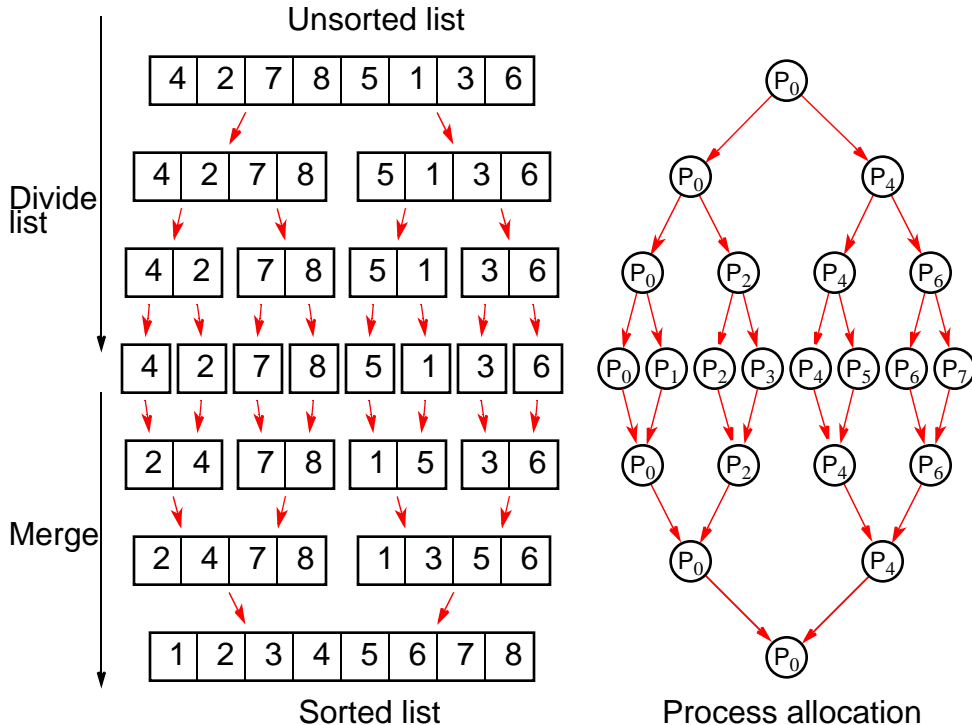 Unsorted list
4 2 7 8 5 1 3 6
P0
4 2 7 8 5 1 3 6
P0 P4
Divide
list
4 2 7 8 5 1 3 6
P0 P2 P4 P6
4 2 7 8 5 1 3 6
P0 P1 P2 P3 P4 P5 P6 P7
2 4 7 8 1 5 3 6
P0 P2 P4 P6
Merge
2 4 7 8 1 3 5 6
P0 P4
1 2 3 4 5 6 7 8
P0
Sorted list
Process allocation